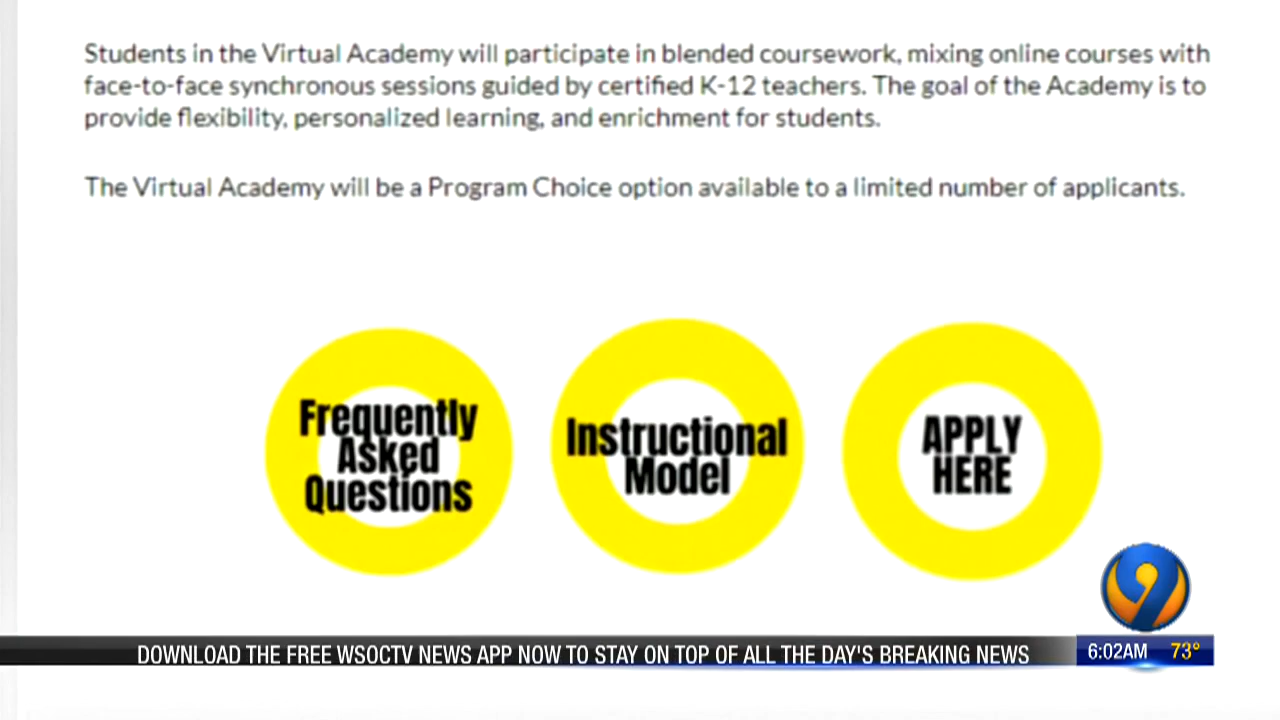 Students in the Virtual Academy will participate in blended coursework, mixing online courses with
face-to-face synchronous sessions guided by certified K-12 teachers. The goal of the Academy is to
provide flexibility, personalized learning, and enrichment for students.
The Virtual Academy will be a Program Choice option available to a limited number of applicants.
Frequently
Asked
Questions
Instructional
Model
APPLY
HERE
9
DOWNLOAD THE FREE WSOCTV NEWS APP NOW TO STAY ON TOP OF ALL THE DAY'S BREAKING NEWS
6:02AM 73°